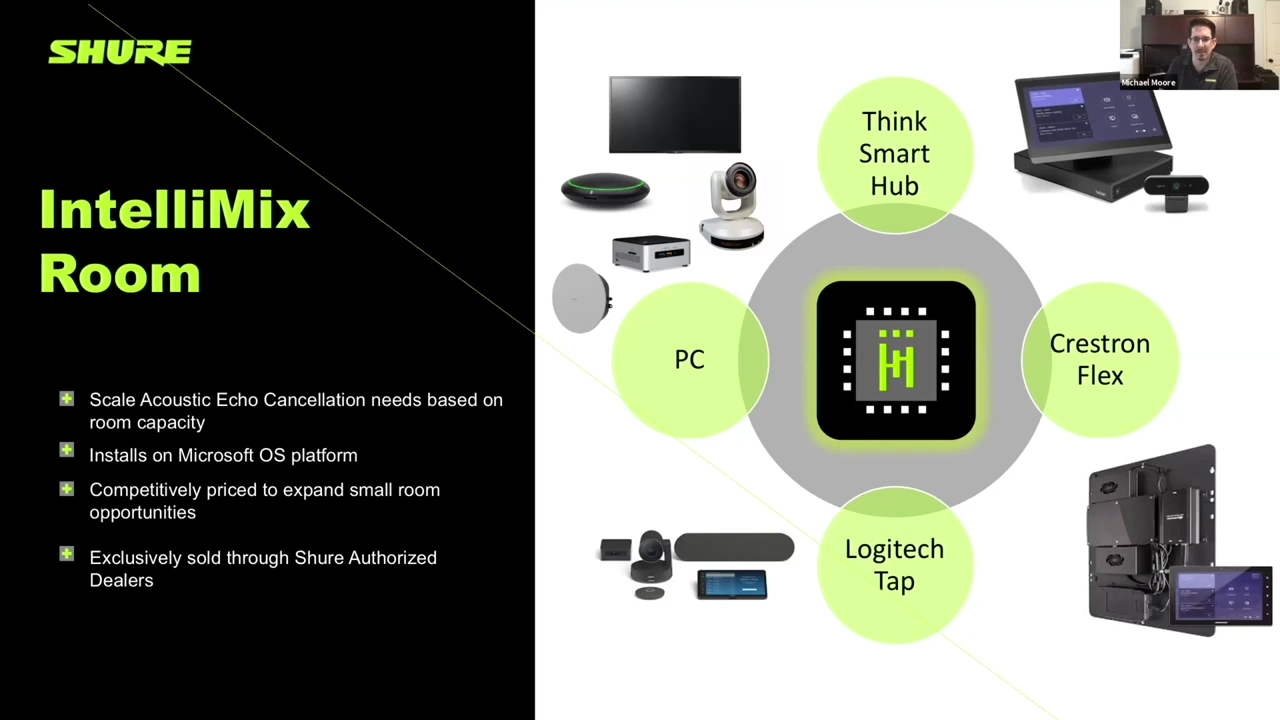 SHURE
IntelliMix
Room
Scale Acoustic Echo Cancellation needs based on
room capacity
Installs on Microsoft OS platform
Competitively priced to expand small room
opportunities
Exclusively sold through Shure Authorized
Dealers
Think
Smart
Hub
PC
Crestron
Flex
Logitech
Tap
Michael Moore